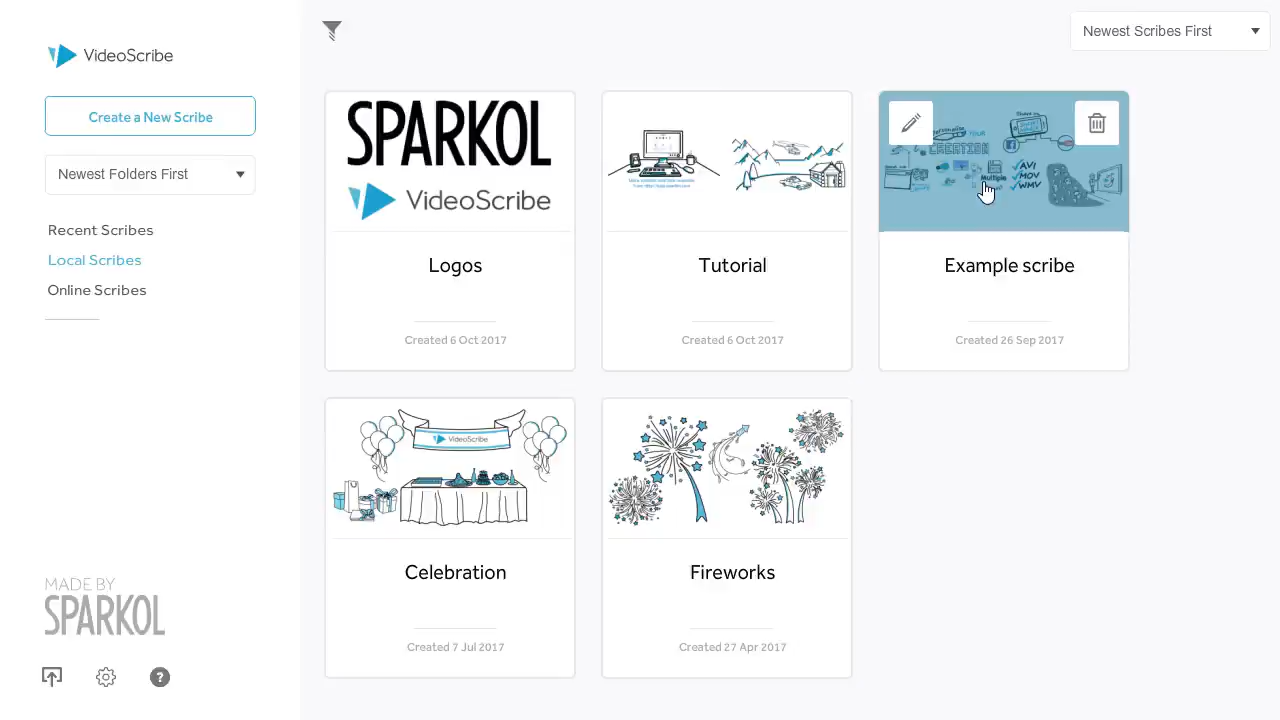 VideoScribe
Create a New Scribe
Newest Folders First
Recent Scribes
Local Scribes
Online Scribes
MADE BY
SPARKOL
?
Newest Scribes First
SPARKOL
VideoScribe
Logos
Created 6 Oct 2017
Tutorial
Created 6 Oct 2017
YOUR
Multiple
AVI
MOV
WMV
Example scribe
Created 26 Sep 2017
VideoScribe
Celebration
Created 7 Jul 2017
Fireworks
Created 27 Apr 2017